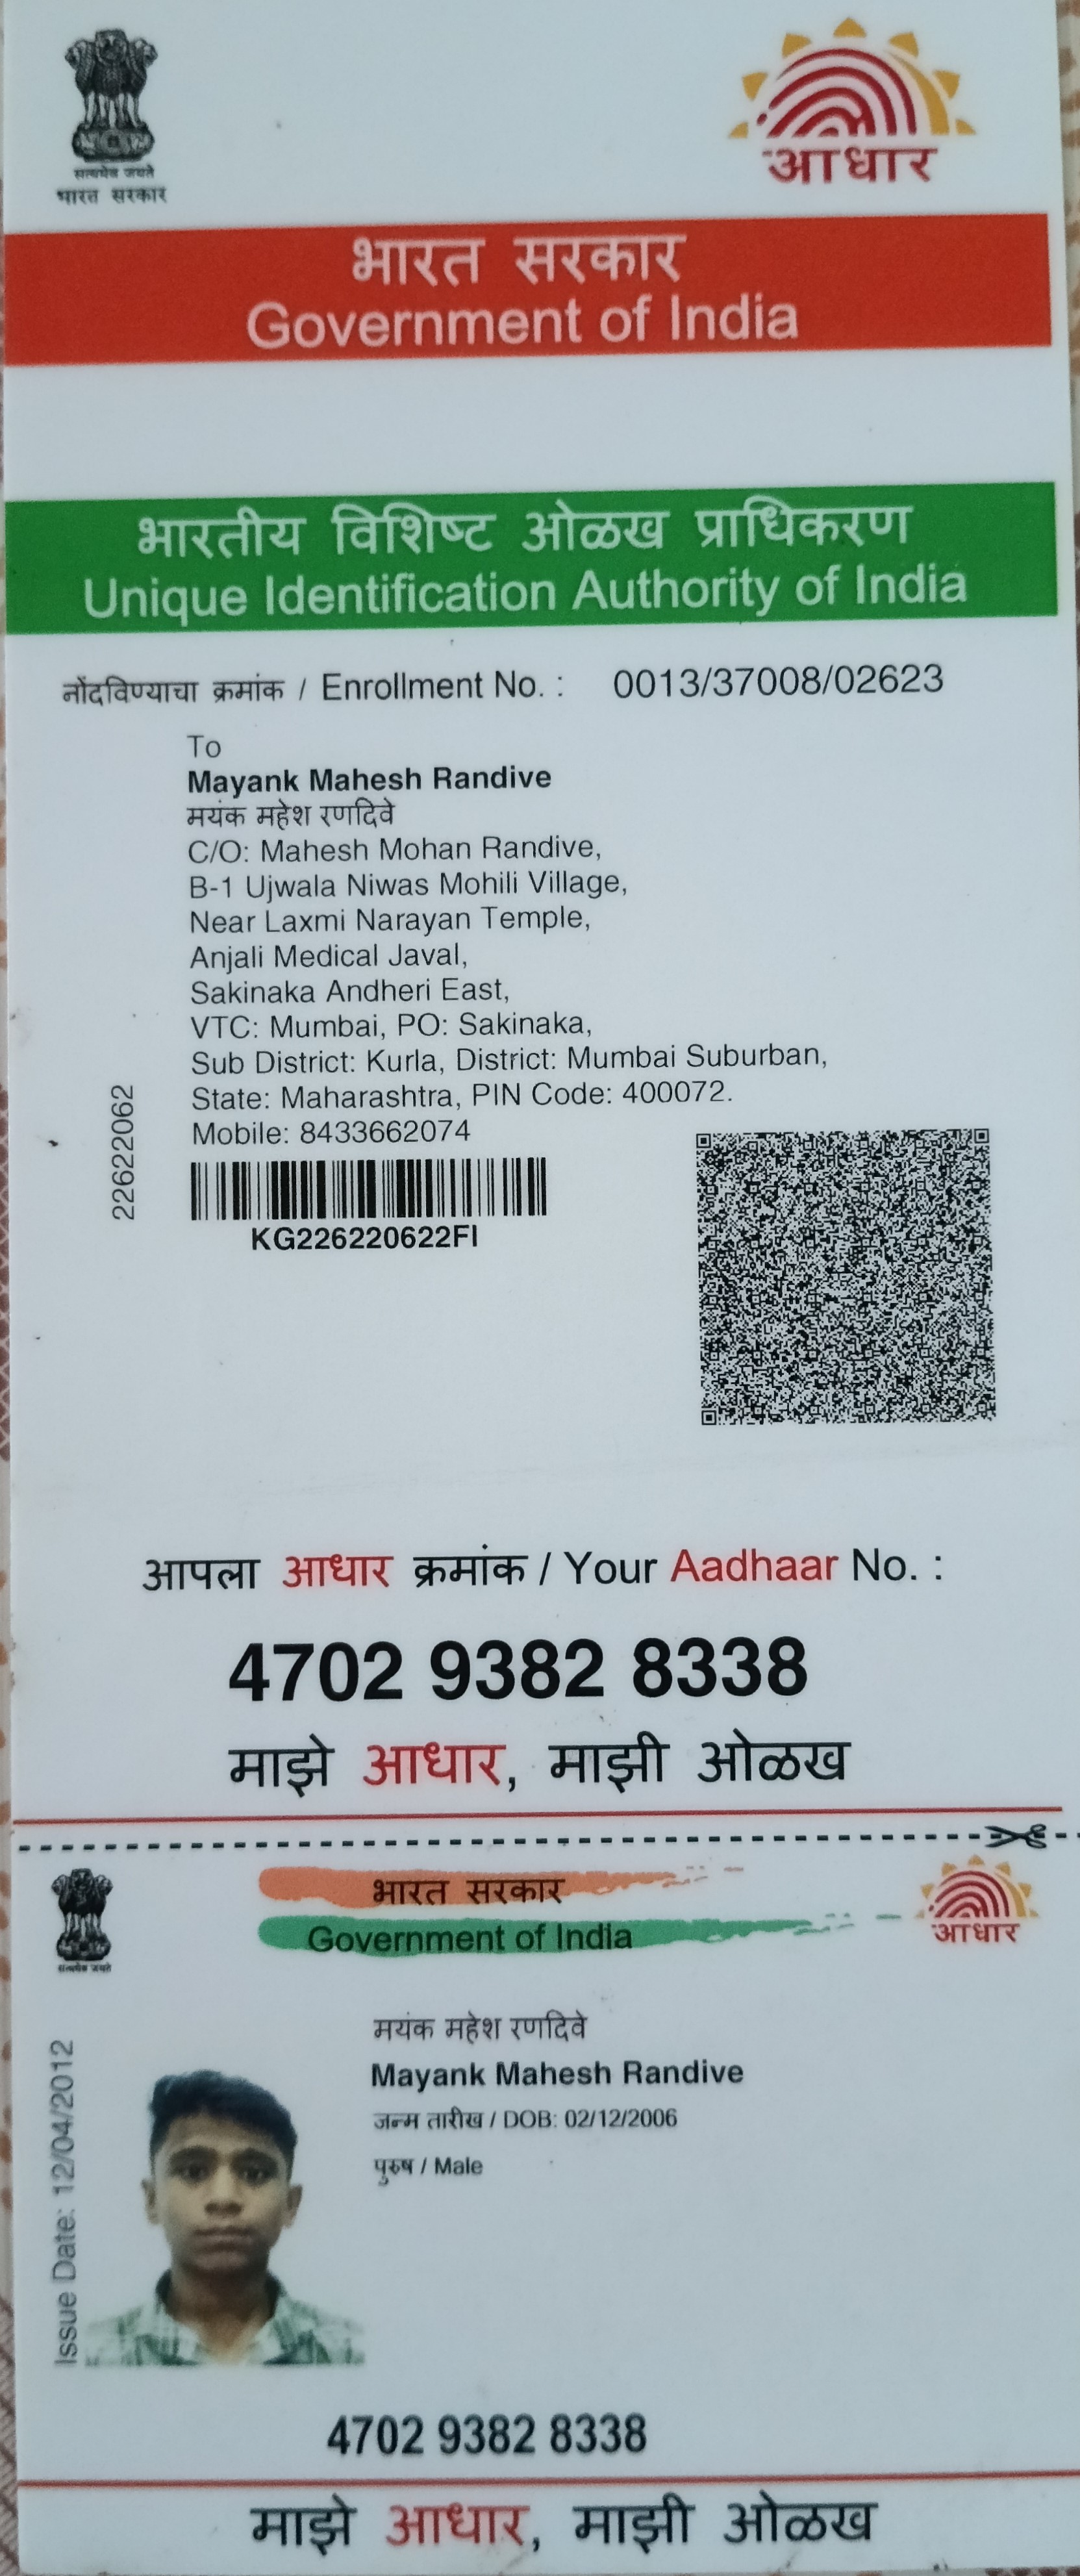 सत्यमेव जयते
भारत सरकार
आधार
भारत सरकार
Government of India
भारतीय विशिष्ट ओळख प्राधिकरण
Unique Identification Authority of India
नोंदविण्याचा क्रमांक / Enrollment No. : 0013/37008/02623
To
Mayank Mahesh Randive
मयंक महेश रणदिवे
C/O: Mahesh Mohan Randive,
B-1 Ujwala Niwas Mohili Village,
Near Laxmi Narayan Temple,
Anjali Medical Javal,
Sakinaka Andheri East,
VTC: Mumbai, PO: Sakinaka,
Sub District: Kurla, District: Mumbai Suburban,
State: Maharashtra, PIN Code: 400072.
Mobile: 8433662074
22622062
KG226220622FI
आपला आधार क्रमांक / Your Aadhaar No. :
4702 9382 8338
माझे आधार, माझी ओळख
सत्यमेव जयते
भारत सरकार
Government of India
आधार
मयंक महेश रणदिवे
Mayank Mahesh Randive
जन्म तारीख / DOB: 02/12/2006
पुरुष / Male
Issue Date: 12/04/2012
4702 9382 8338
माझे आधार, माझी ओळख